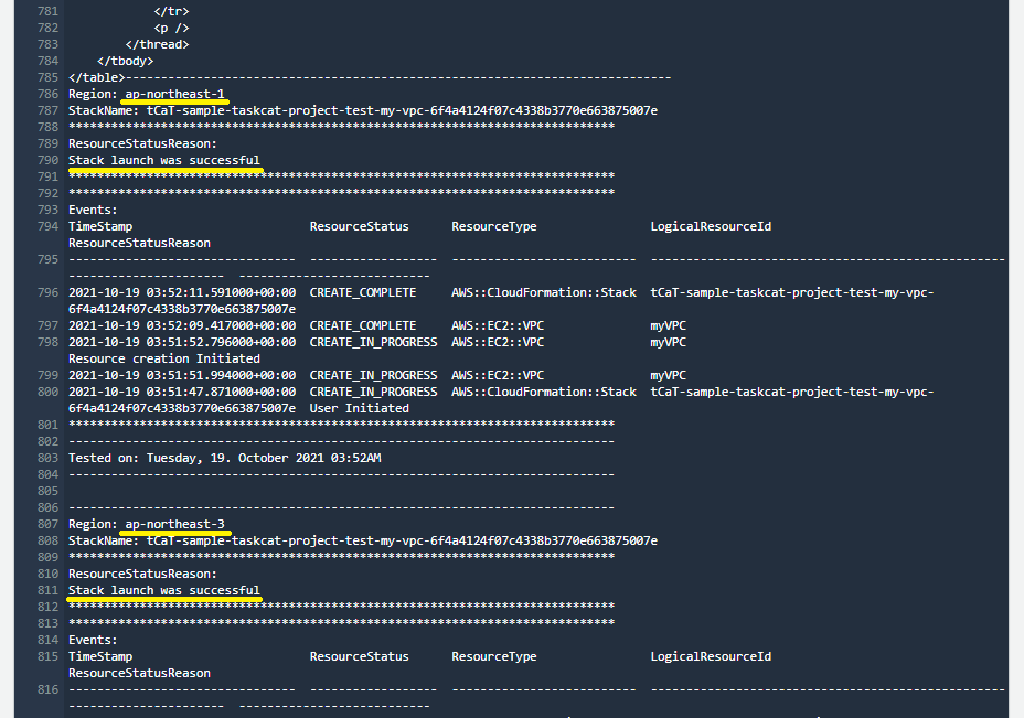 781 </tr>
782 <p />
783 </thread>
784 </tbody>
785 </table>-----------------------------------------------------------------------------
786 Region: ap-northeast-1
787 StackName: tCaT-sample-taskcat-project-test-my-vpc-6f4a4124f07c4338b3770e663875007e
788 *****************************************************************************
789 ResourceStatusReason:
790 Stack launch was successful
791 *****************************************************************************
792 *****************************************************************************
793 Events:
794 TimeStamp ResourceStatus ResourceType LogicalResourceId
ResourceStatusReason
795 -------------------------------- ------------------ -------------------------- --------------------------------------------------
---------------------- ---------------------------
796 2021-10-19 03:52:11.591000+00:00 CREATE_COMPLETE AWS::CloudFormation::Stack tCaT-sample-taskcat-project-test-my-vpc-
6f4a4124f07c4338b3770e663875007e
797 2021-10-19 03:52:09.417000+00:00 CREATE_COMPLETE AWS::EC2::VPC myVPC
798 2021-10-19 03:51:52.796000+00:00 CREATE_IN_PROGRESS AWS::EC2::VPC myVPC
Resource creation Initiated
799 2021-10-19 03:51:51.994000+00:00 CREATE_IN_PROGRESS AWS::EC2::VPC myVPC
800 2021-10-19 03:51:47.871000+00:00 CREATE_IN_PROGRESS AWS::CloudFormation::Stack tCaT-sample-taskcat-project-test-my-vpc-
6f4a4124f07c4338b3770e663875007e User Initiated
801 *****************************************************************************
802 -----------------------------------------------------------------------------
803 Tested on: Tuesday, 19. October 2021 03:52AM
804 -----------------------------------------------------------------------------
805
806 -----------------------------------------------------------------------------
807 Region: ap-northeast-3
808 StackName: tCaT-sample-taskcat-project-test-my-vpc-6f4a4124f07c4338b3770e663875007e
809 *****************************************************************************
810 ResourceStatusReason:
811 Stack launch was successful
812 *****************************************************************************
813 *****************************************************************************
814 Events:
815 TimeStamp ResourceStatus ResourceType LogicalResourceId
ResourceStatusReason
816 -------------------------------- ------------------ -------------------------- --------------------------------------------------
---------------------- ---------------------------